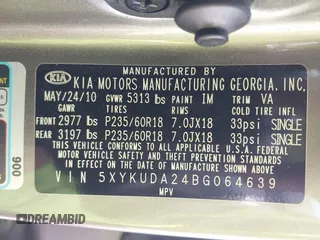 MANUFACTURED BY
KIA KIA MOTORS MANUFACTURING GEORGIA, INC.
MAY/24/10 GVWR 5313 lbs PAINT IM TRIM VA
GAWR TIRES RIMS COLD TIRE INFL
FRONT 2977 lbs P235/60R18 7.0JX18 33psi SINGLE
REAR 3197 lbs P235/60R18 7.0JX18 33psi SINGLE
THIS VEHICLE CONFORMS TO ALL APPLICABLE FEDERAL
MOTOR VEHICLE SAFETY STANDARDS IN EFFECT ON THE
DATE OF MANUFACTURE SHOWN ABOVE.
VIN 5XYKUDA24BG064639
MPV
006
DREAMBID